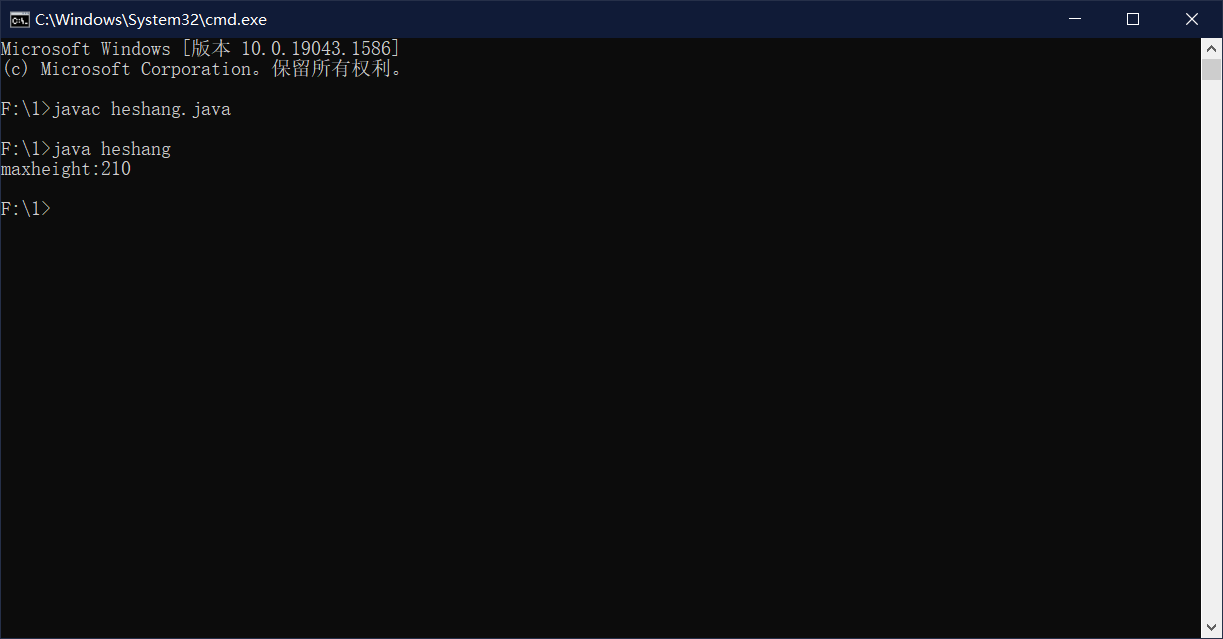 C:\Windows\System32\cmd.exe
Microsoft Windows [版本 10.0.19043.1586]
(c) Microsoft Corporation。保留所有权利。
F:\1>javac heshang.java
F:\1>java heshang
maxheight:210
F:\1>